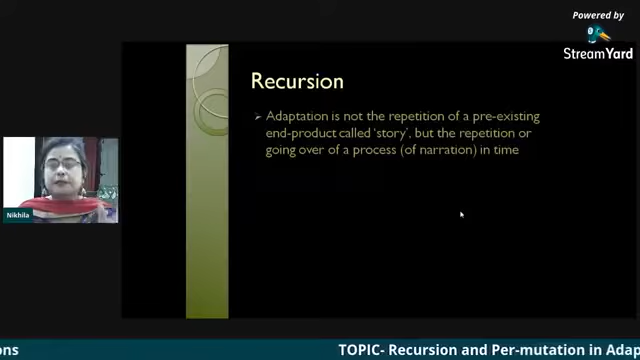 Powered by
StreamYard
Recursion
Adaptation is not the repetition of a pre-existing
end-product called 'story', but the repetition or
going over of a process (of narration) in time
Nikhila
ons
TOPIC- Recursion and Per-mutation in Adap